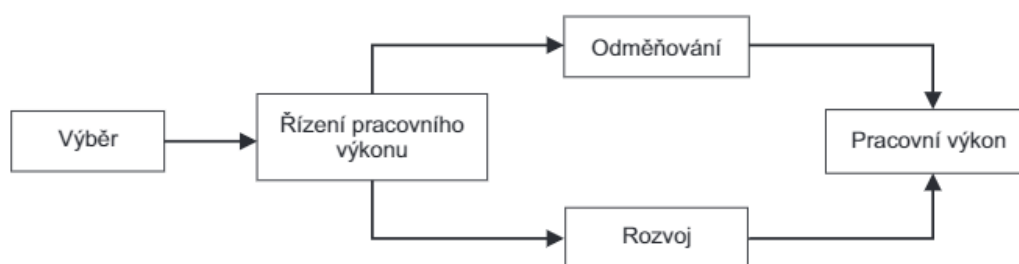 Odměňování
Výběr
Řízení pracovního
výkonu
Pracovní výkon
Rozvoj